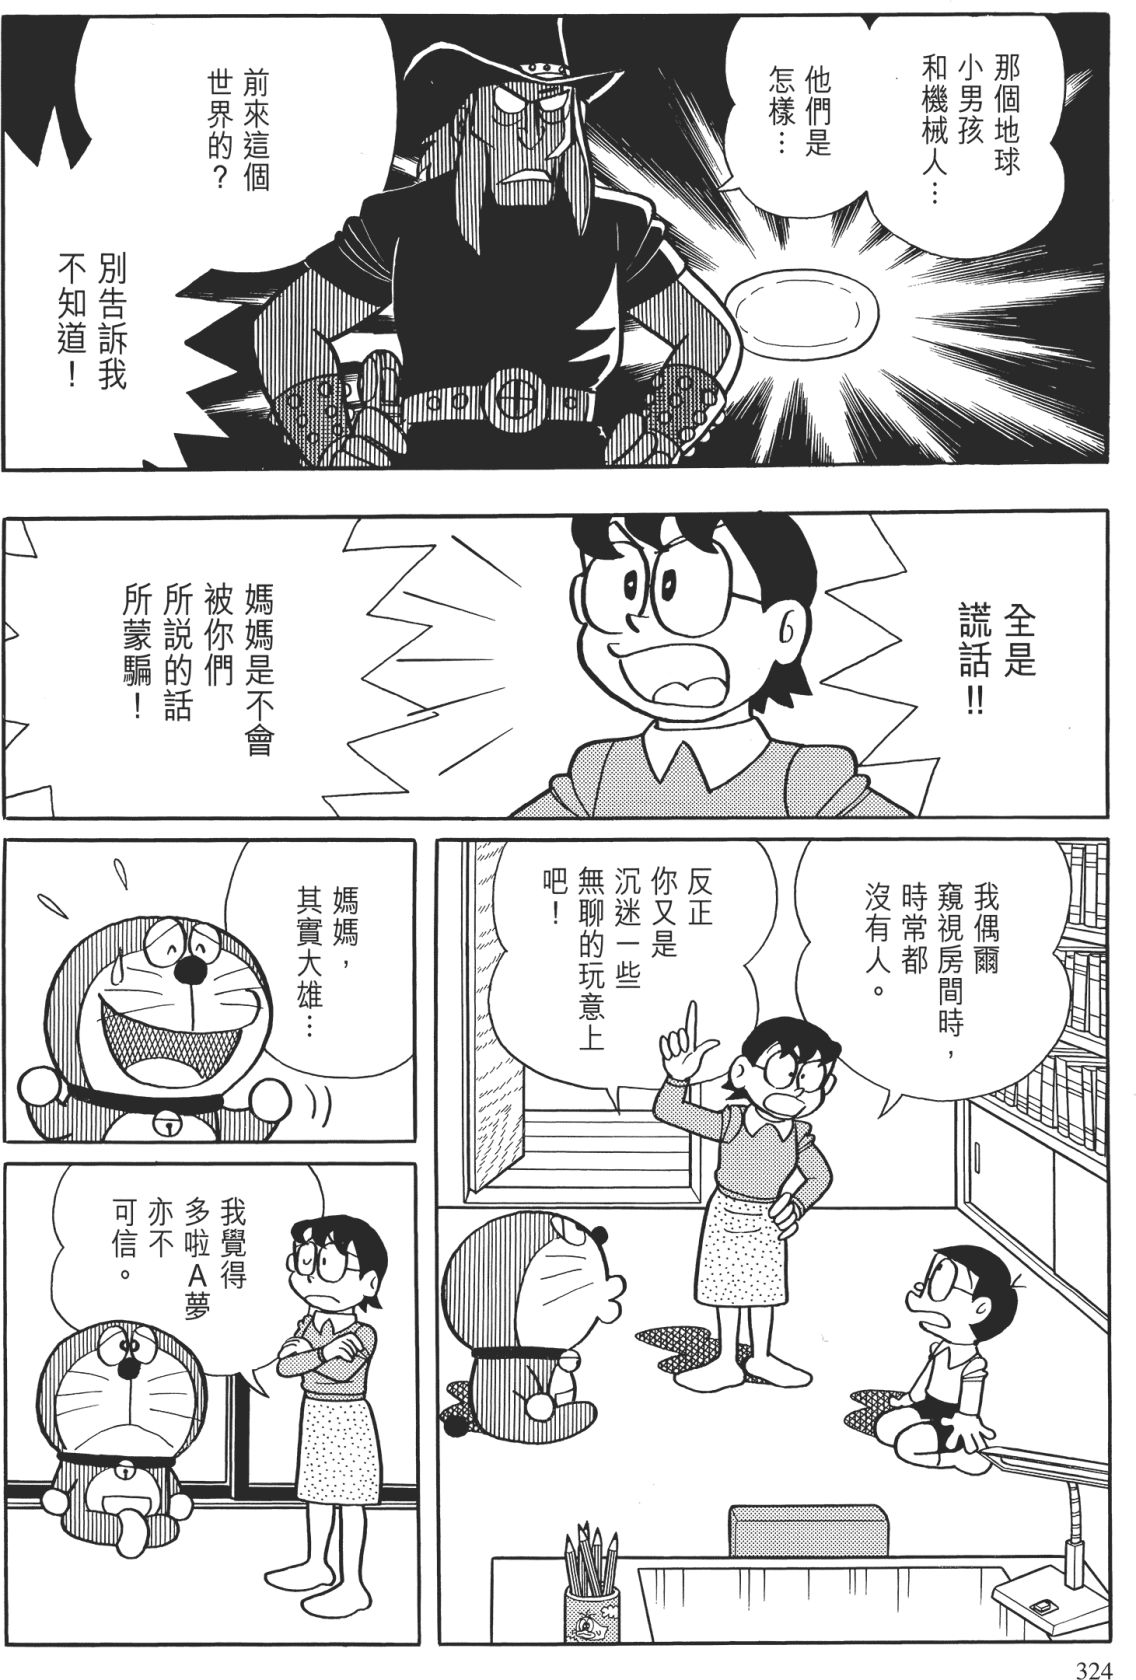 那個地球
小男孩
和機械人…
他們是
怎樣…
前來這個
世界的？
別告訴我
不知道！
全是
謊話!!
媽媽是不會
被你們
所說的話
所蒙騙！
我偶爾
窺視房間時，
時常都
沒有人。
反正
你又是
沉迷一些
無聊的玩意上
吧！
媽媽，
其實大雄…
我覺得
多啦A夢
亦不
可信。
324